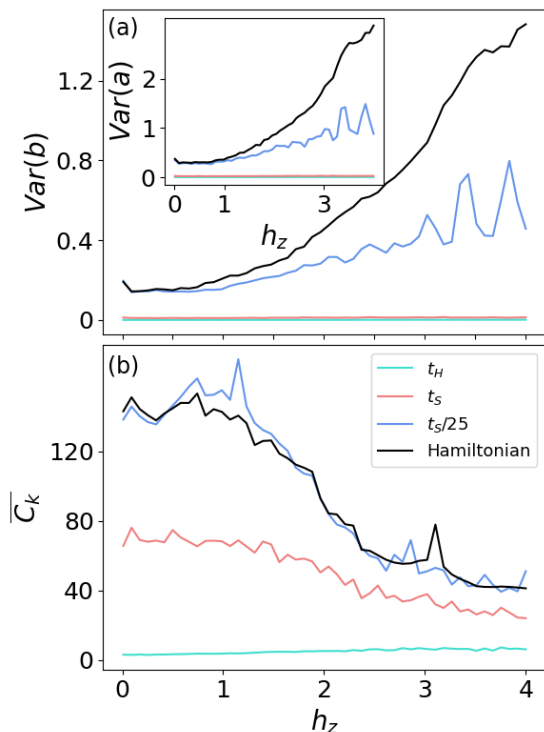 (a)
Var(b)
1.2
0.8
0.4
0
Var(a)
2
1
0
0
1
3
h_z
(b)
\overline{C_k}
120
80
40
0
t_H
t_S
t_S/25
Hamiltonian
0
1
2
3
4
h_z